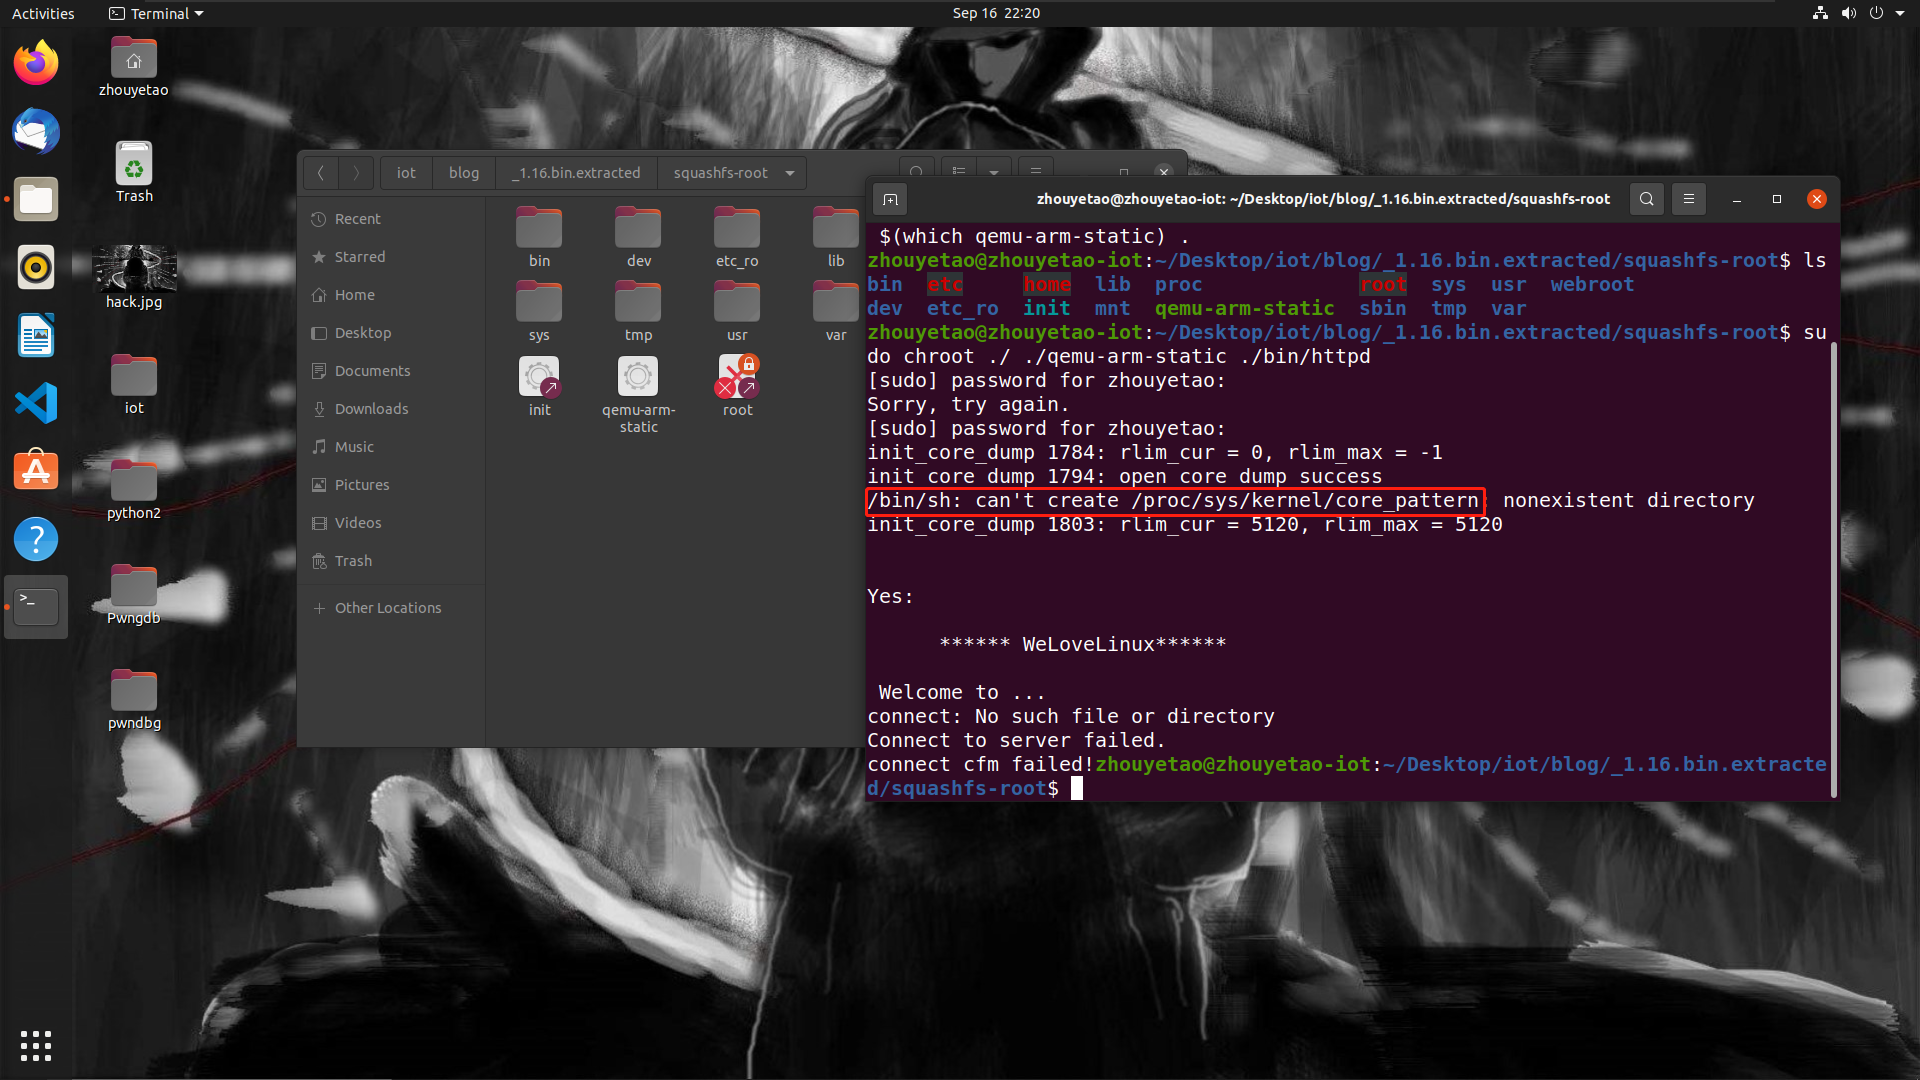 Activities
Terminal
Sep 16 22:20
zhouyetao
Trash
hack.jpg
iot
python2
Pwngdb
pwndbg
iot
blog
_1.16.bin.extracted
squashfs-root
Recent
Starred
Home
Desktop
Documents
Downloads
Music
Pictures
Videos
Trash
Other Locations
bin
dev
etc_ro
lib
sys
tmp
usr
var
init
qemu-arm-
static
root
zhouyetao@zhouyetao-iot: ~/Desktop/iot/blog/_1.16.bin.extracted/squashfs-root
$(which qemu-arm-static) .
zhouyetao@zhouyetao-iot:~/Desktop/iot/blog/_1.16.bin.extracted/squashfs-root$ ls
bin etc home lib proc root sys usr webroot
dev etc_ro init mnt qemu-arm-static sbin tmp var
zhouyetao@zhouyetao-iot:~/Desktop/iot/blog/_1.16.bin.extracted/squashfs-root$ su
do chroot ./ ./qemu-arm-static ./bin/httpd
[sudo] password for zhouyetao:
Sorry, try again.
[sudo] password for zhouyetao:
init_core_dump 1784: rlim_cur = 0, rlim_max = -1
init_core_dump 1794: open core dump success
/bin/sh: can't create /proc/sys/kernel/core_pattern nonexistent directory
init_core_dump 1803: rlim_cur = 5120, rlim_max = 5120
Yes:
****** WeLoveLinux******
Welcome to ...
connect: No such file or directory
Connect to server failed.
connect cfm failed!zhouyetao@zhouyetao-iot:~/Desktop/iot/blog/_1.16.bin.extracte
d/squashfs-root$